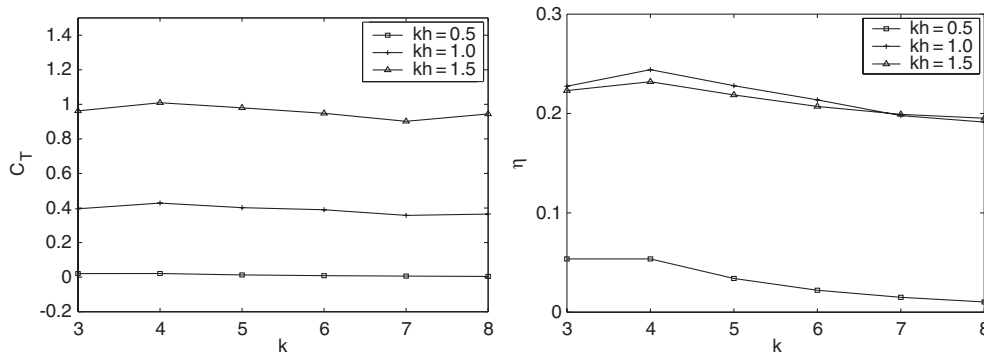 1.4
1.2
1
0.8
0.6
0.4
0.2
0
-0.2
C_T
3 4 5 6 7 8
k
kh = 0.5
kh = 1.0
kh = 1.5
0.3
0.2
0.1
0
η
3 4 5 6 7 8
k
kh = 0.5
kh = 1.0
kh = 1.5